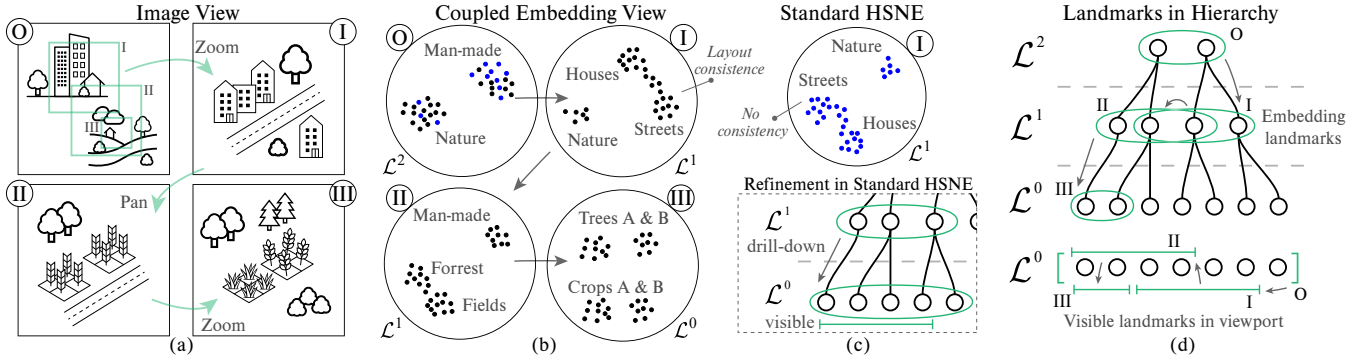 Image View
O
I
II
III
I
Zoom
Pan
II
III
Zoom
(a)
Coupled Embedding View
O
Man-made
Nature
ℒ²
I
Houses
Nature
Streets
ℒ¹
Layout
consistence
II
Man-made
Forrest
Fields
ℒ¹
III
Trees A & B
Crops A & B
ℒ⁰
(b)
Standard HSNE
I
Nature
Streets
Houses
No
consistency
ℒ¹
Refinement in Standard HSNE
ℒ¹
drill-down
ℒ⁰
visible
(c)
Landmarks in Hierarchy
ℒ²
O
II
I
ℒ¹
Embedding
landmarks
III
ℒ⁰
II
ℒ⁰
III
I
O
Visible landmarks in viewport
(d)